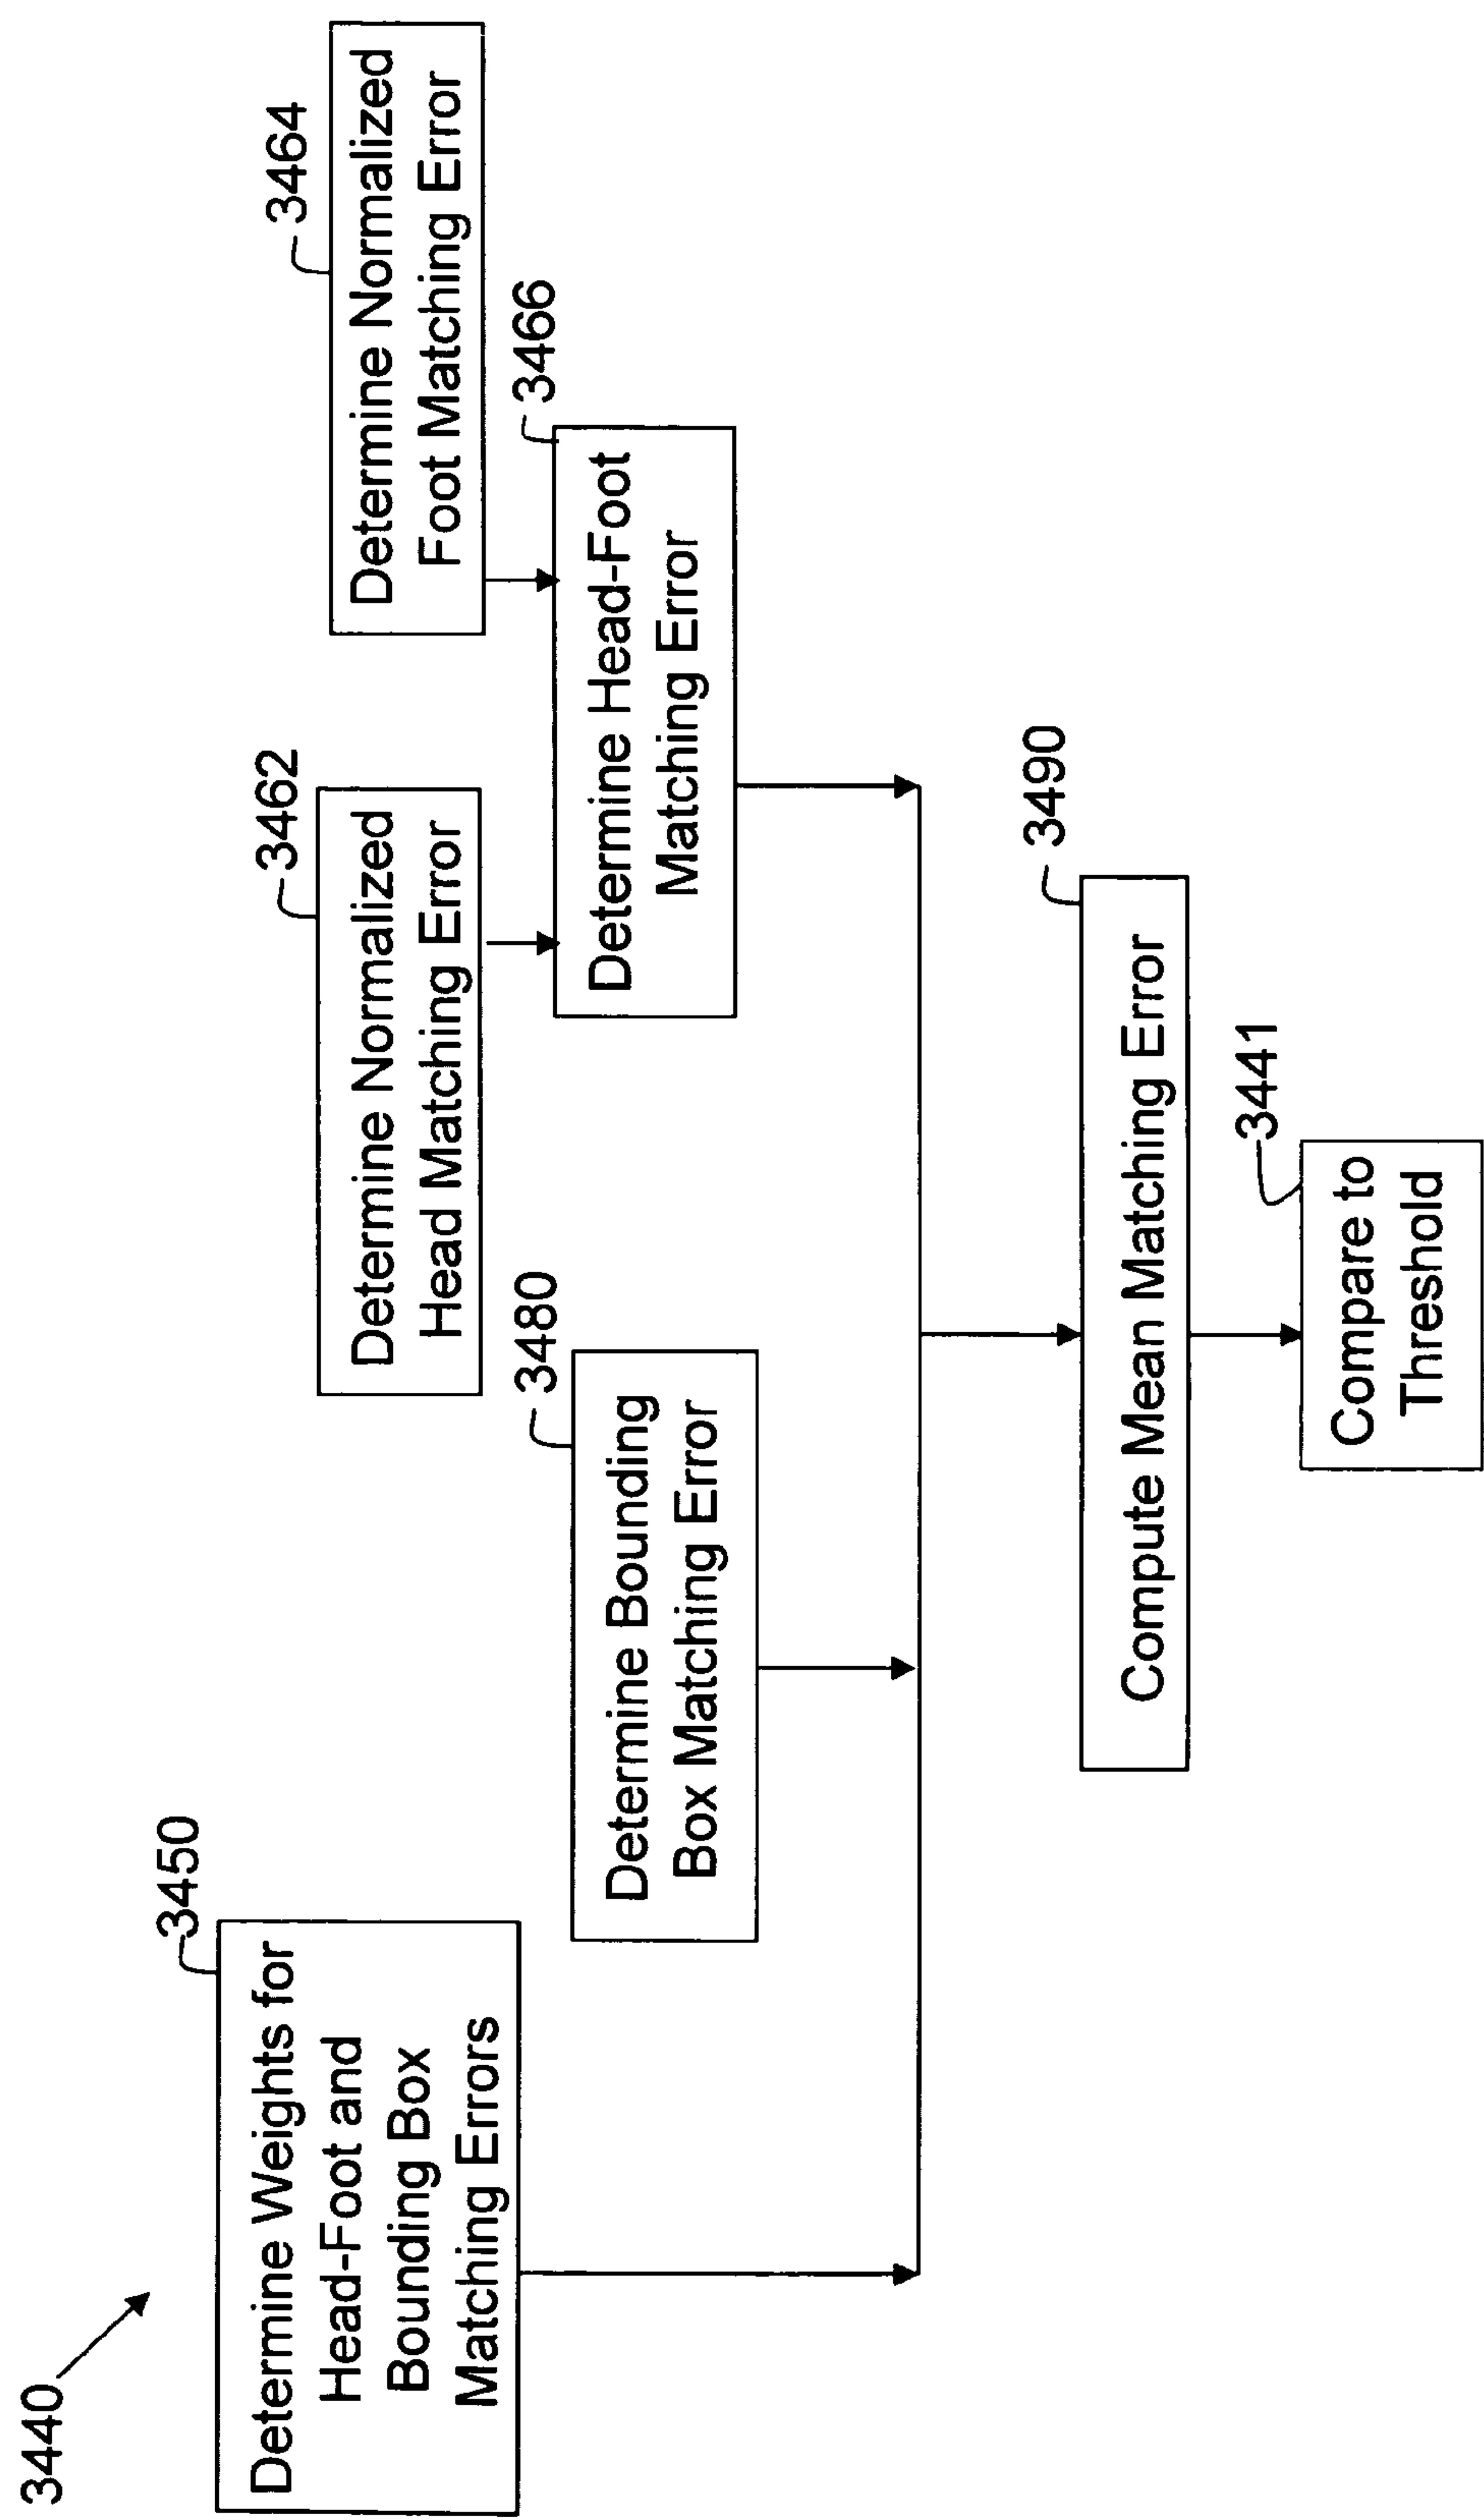 3440
3450
Determine Weights for
Head-Foot and
Bounding Box
Matching Errors
3480
Determine Bounding
Box Matching Error
3462
Determine Normalized
Head Matching Error
3464
Determine Normalized
Foot Matching Error
3466
Determine Head-Foot
Matching Error
3490
Compute Mean Matching Error
3441
Compare to
Threshold